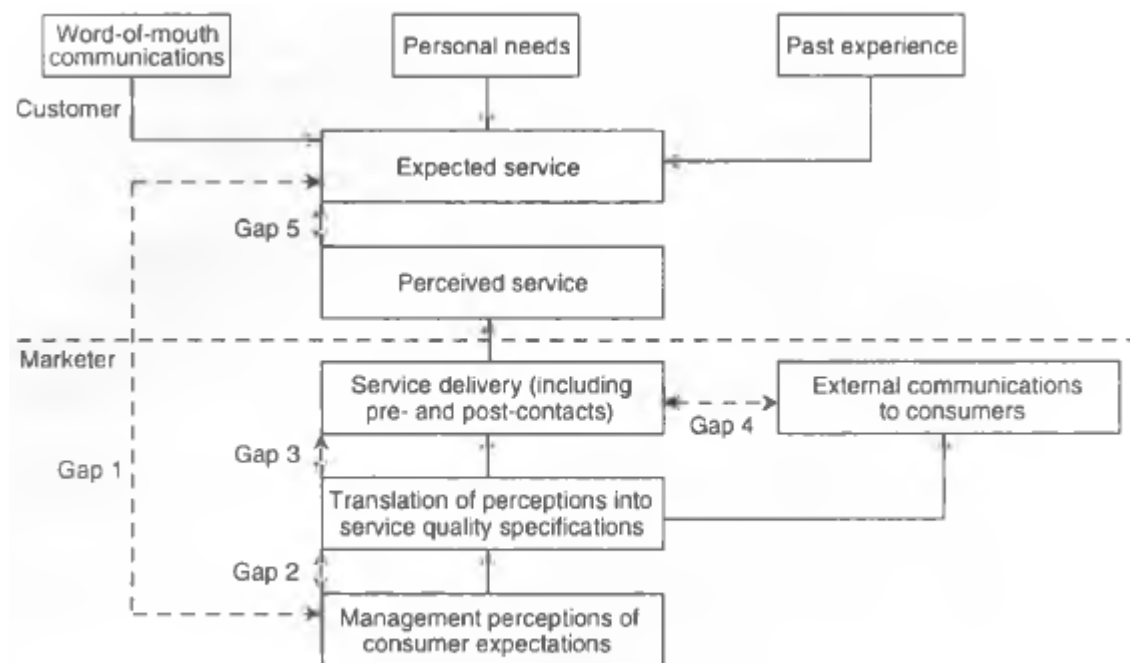 Word-of-mouth
communications
Personal needs
Past experience
Customer
Expected service
Gap 5
Perceived service
Marketer
Service delivery (including
pre- and post-contacts)
External communications
to consumers
Gap 4
Gap 3
Gap 1
Translation of perceptions into
service quality specifications
Gap 2
Management perceptions of
consumer expectations